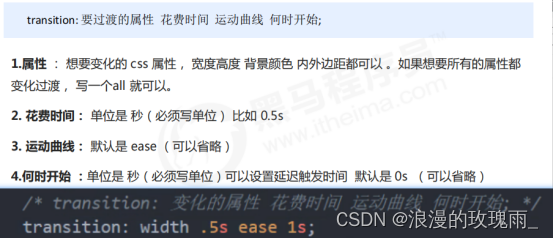 transition: 要过渡的属性 花费时间 运动曲线 何时开始;
1.属性 ： 想要变化的 css 属性， 宽度高度 背景颜色 内外边距都可以 。如果想要所有的属性都
变化过渡， 写一个all 就可以。
2. 花费时间： 单位是 秒（必须写单位） 比如 0.5s
3. 运动曲线： 默认是 ease （可以省略）
4.何时开始 ：单位是 秒（必须写单位）可以设置延迟触发时间 默认是 0s （可以省略）
黑马程序员
www.itheima.com
/* transition: 变化的属性 花费时间 运动曲线 何时开始; */
transition: width .5s ease 1s;
CSDN @浪漫的玫瑰雨_